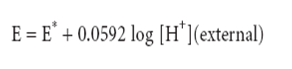 E = E* + 0.0592 log [H⁺](external)